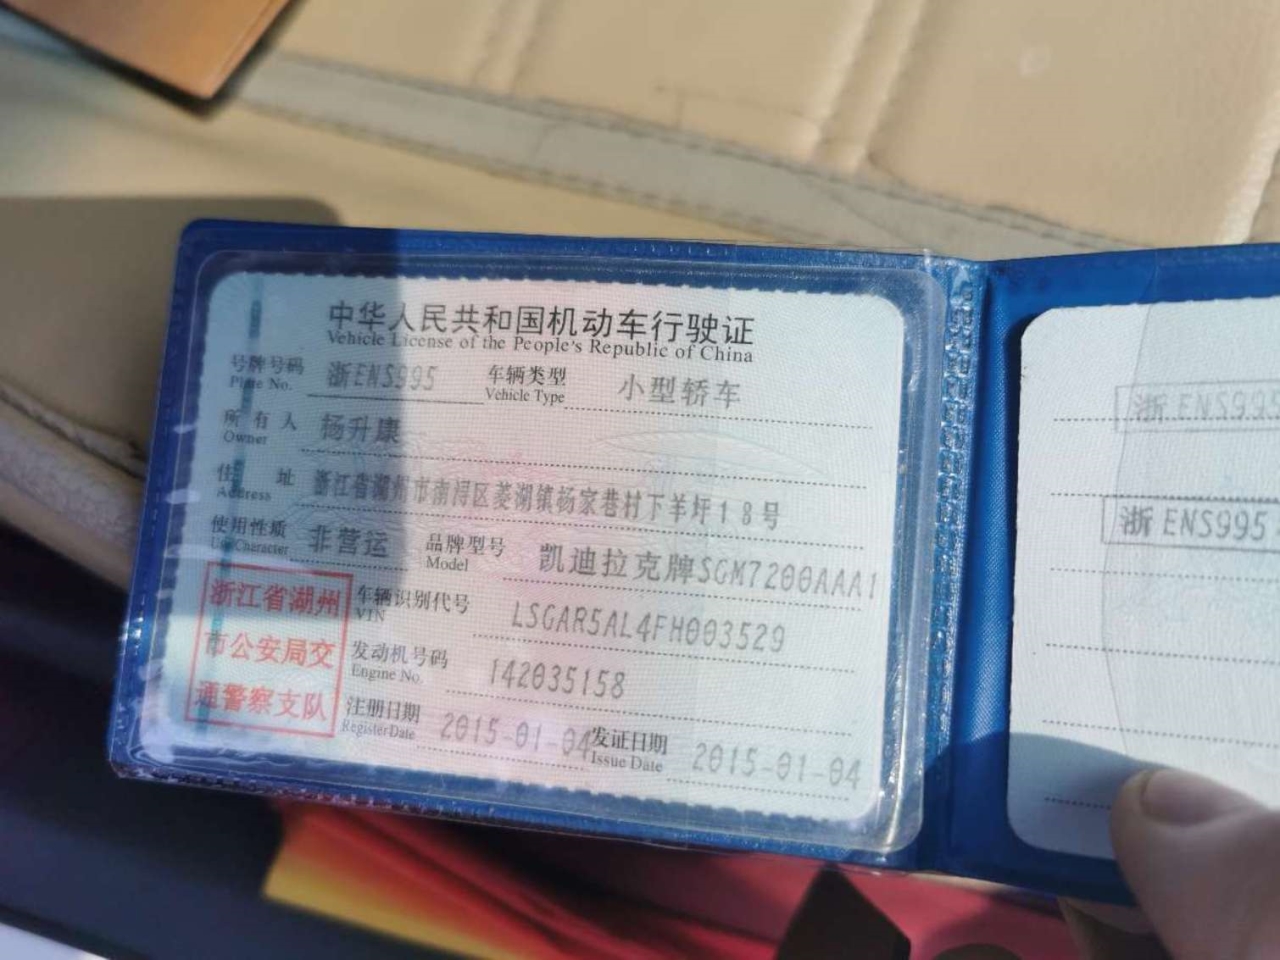 中华人民共和国机动车行驶证
Vehicle License of the People's Republic of China
号牌号码 浙ENS995 车辆类型 小型轿车
Plate No. Vehicle Type
所有人 杨升康
Owner
住址 浙江省湖州市南浔区菱湖镇杨家巷村下羊圩18号
Address
使用性质 非营运 品牌型号 凯迪拉克牌SGM7200AAA1
Use Character Model
浙江省湖州
市公安局交
通警察支队
车辆识别代号 LSGAR5AL4FH003529
VIN
发动机号码 142035158
Engine No.
注册日期 2015-01-04 发证日期 2015-01-04
Register Date Issue Date
浙ENS995
浙ENS995